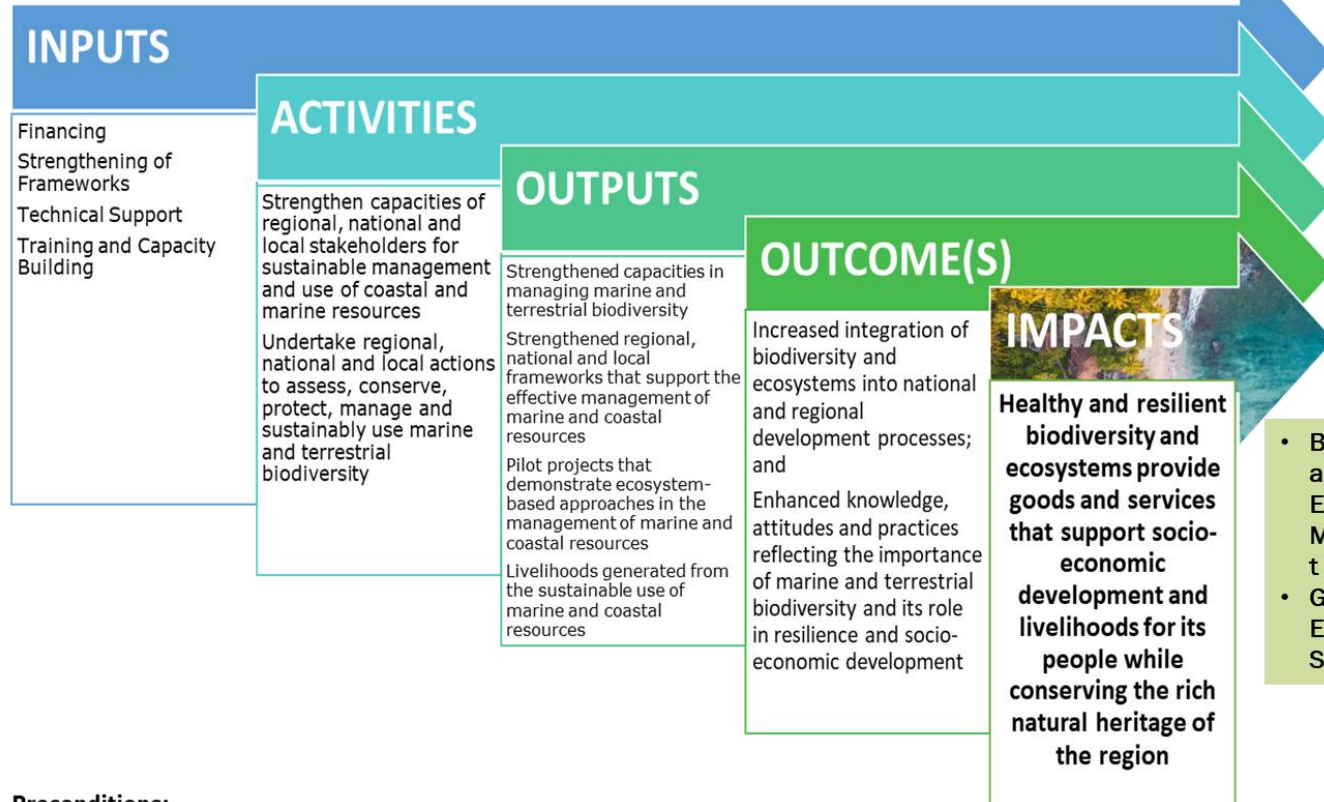 INPUTS
Financing
Strengthening of
Frameworks
Technical Support
Training and Capacity
Building
ACTIVITIES
Strengthen capacities of
regional, national and
local stakeholders for
sustainable management
and use of coastal and
marine resources
Undertake regional,
national and local actions
to assess, conserve,
protect, manage and
sustainably use marine
and terrestrial
biodiversity
OUTPUTS
Strengthened capacities in
managing marine and
terrestrial biodiversity
Strengthened regional,
national and local
frameworks that support the
effective management of
marine and coastal
resources
Pilot projects that
demonstrate ecosystem-
based approaches in the
management of marine and
coastal resources
Livelihoods generated from
the sustainable use of
marine and coastal
resources
OUTCOME(S)
Increased integration of
biodiversity and
ecosystems into national
and regional
development processes;
and
Enhanced knowledge,
attitudes and practices
reflecting the importance
of marine and terrestrial
biodiversity and its role
in resilience and socio-
economic development
IMPACTS
Healthy and resilient
biodiversity and
ecosystems provide
goods and services
that support socio-
economic
development and
livelihoods for its
people while
conserving the rich
natural heritage of
the region